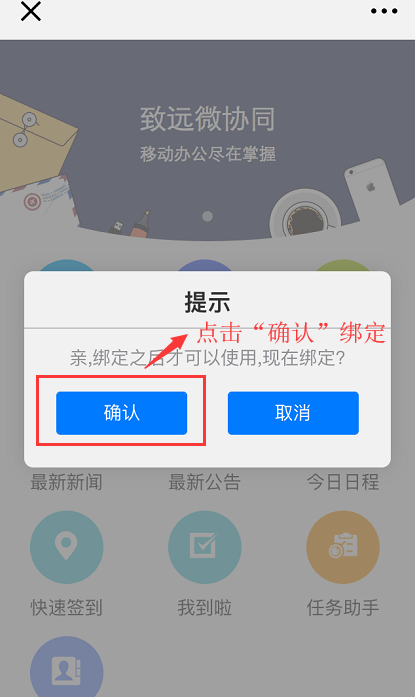 致远微协同
移动办公尽在掌握
提示
点击“确认”绑定
亲,绑定之后才可以使用,现在绑定?
确认
取消
最新新闻
最新公告
今日日程
快速签到
我到啦
任务助手